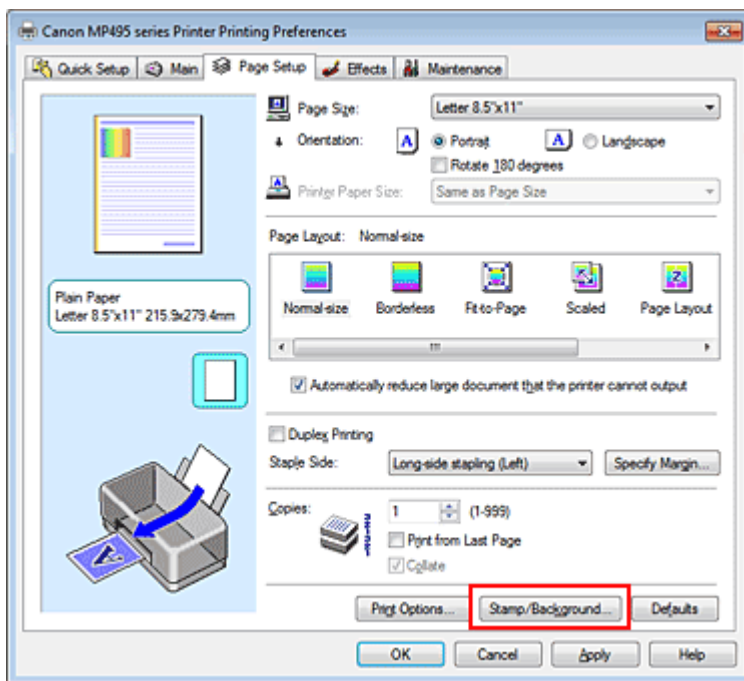 Canon MP495 series Printer Printing Preferences
Quick Setup Main Page Setup Effects Maintenance
Page Size: Letter 8.5"x11"
Orientation: A Portrait A Landscape
Rotate 180 degrees
Printer Paper Size: Same as Page Size
Page Layout: Normal-size
Normal-size Borderless Fit-to-Page Scaled Page Layout
Plain Paper
Letter 8.5"x11" 215.9x279.4mm
Automatically reduce large document that the printer cannot output
Duplex Printing
Staple Side: Long-side stapling (Left) Specify Margin...
Copies: 1 (1-999)
Print from Last Page
Collate
Print Options... Stamp/Background... Defaults
OK Cancel Apply Help